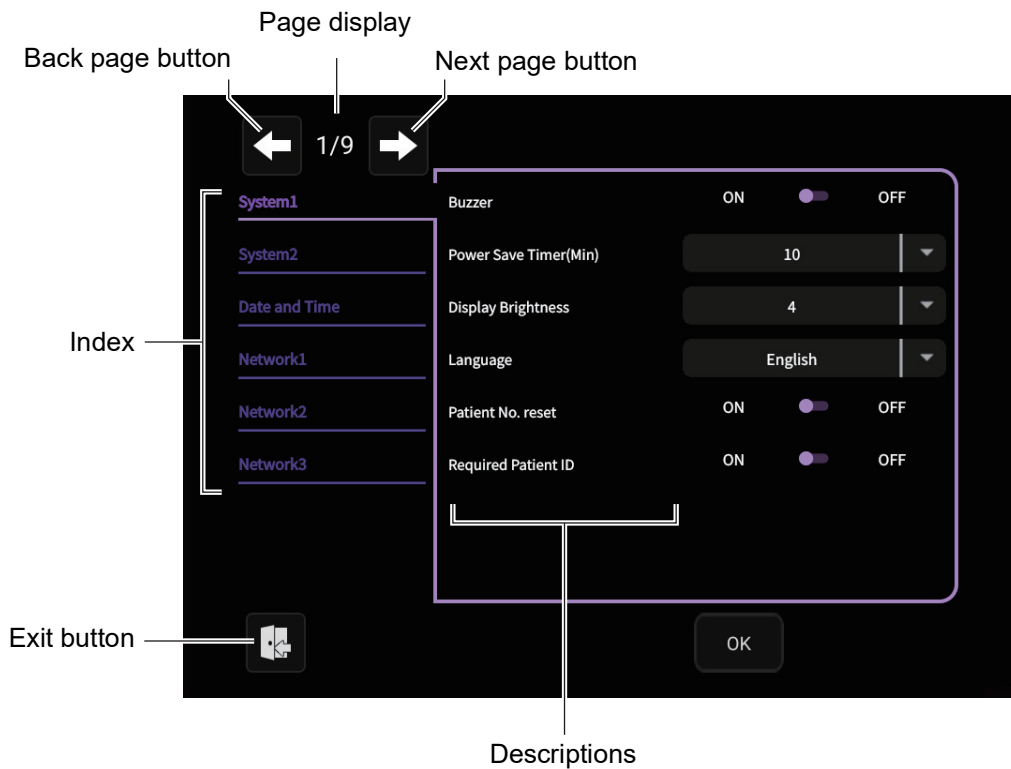 Page display
Back page button
Next page button
1/9
System1
System2
Date and Time
Network1
Network2
Network3
Buzzer ON OFF
Power Save Timer(Min) 10
Display Brightness 4
Language English
Patient No. reset ON OFF
Required Patient ID ON OFF
Index
Exit button
OK
Descriptions